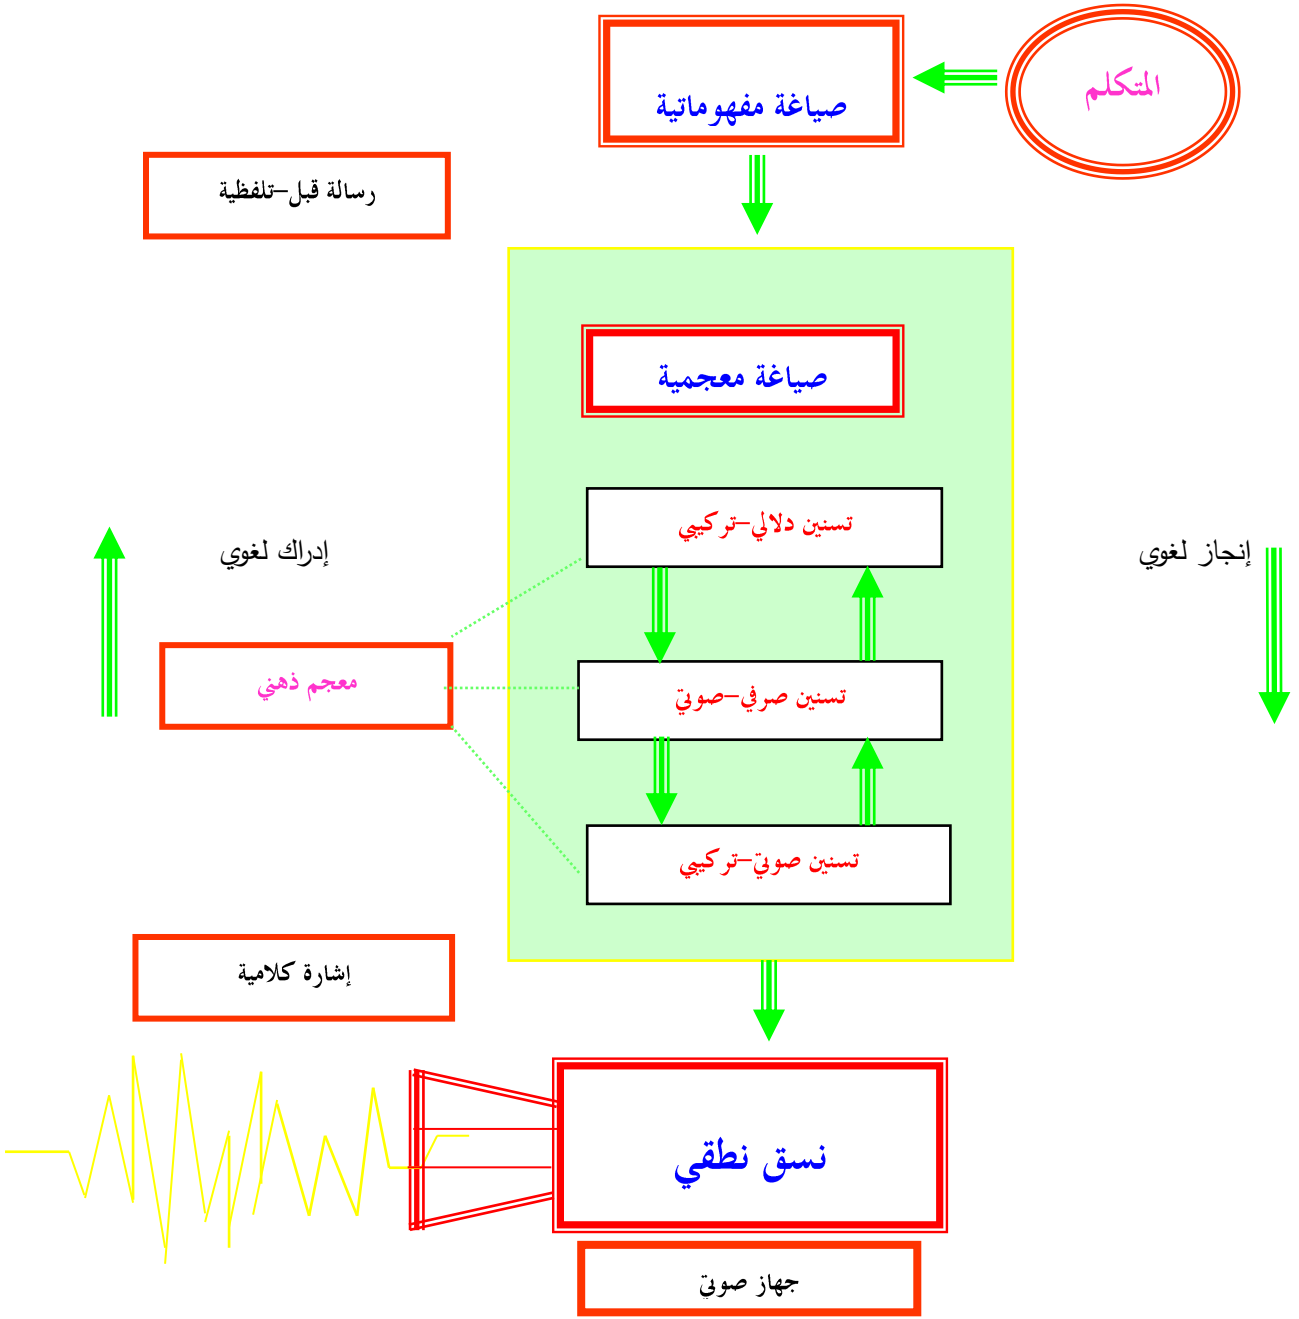 المتكلم
صياغة مفهوماتية
رسالة قبل-تلفظية
صياغة معجمية
تسنين دلالي-تركيبي
إنجاز لغوي
إدراك لغوي
تسنين صرفي-صوتي
معجم ذهني
تسنين صوتي-تركيبي
إشارة كلامية
نسق نطقي
جهاز صوتي